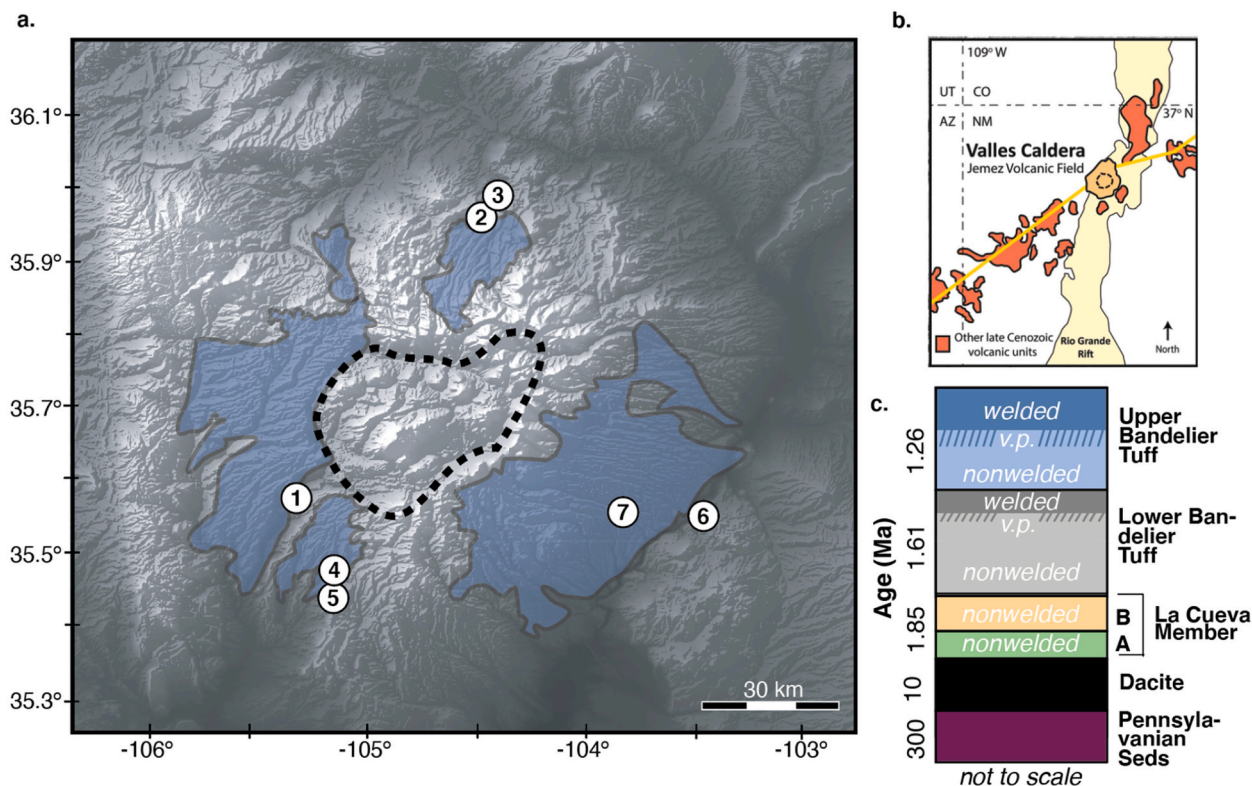 a.
36.1°
35.9°
35.7°
35.5°
35.3°
-106°
-105°
-104°
-103°
3
2
1
4
5
7
6
30 km
b.
109° W
UT CO
AZ NM
37° N
Valles Caldera
Jemez Volcanic Field
Other late Cenozoic
volcanic units
Rio Grande
Rift
North
c.
Age (Ma)
1.26
1.61
1.85
10
300
welded
v.p.
nonwelded
Upper
Bandelier
Tuff
welded
v.p.
nonwelded
Lower Ban-
delier
Tuff
nonwelded
B
nonwelded
A
La Cueva
Member
Dacite
Pennsyla-
vanian
Seds
not to scale